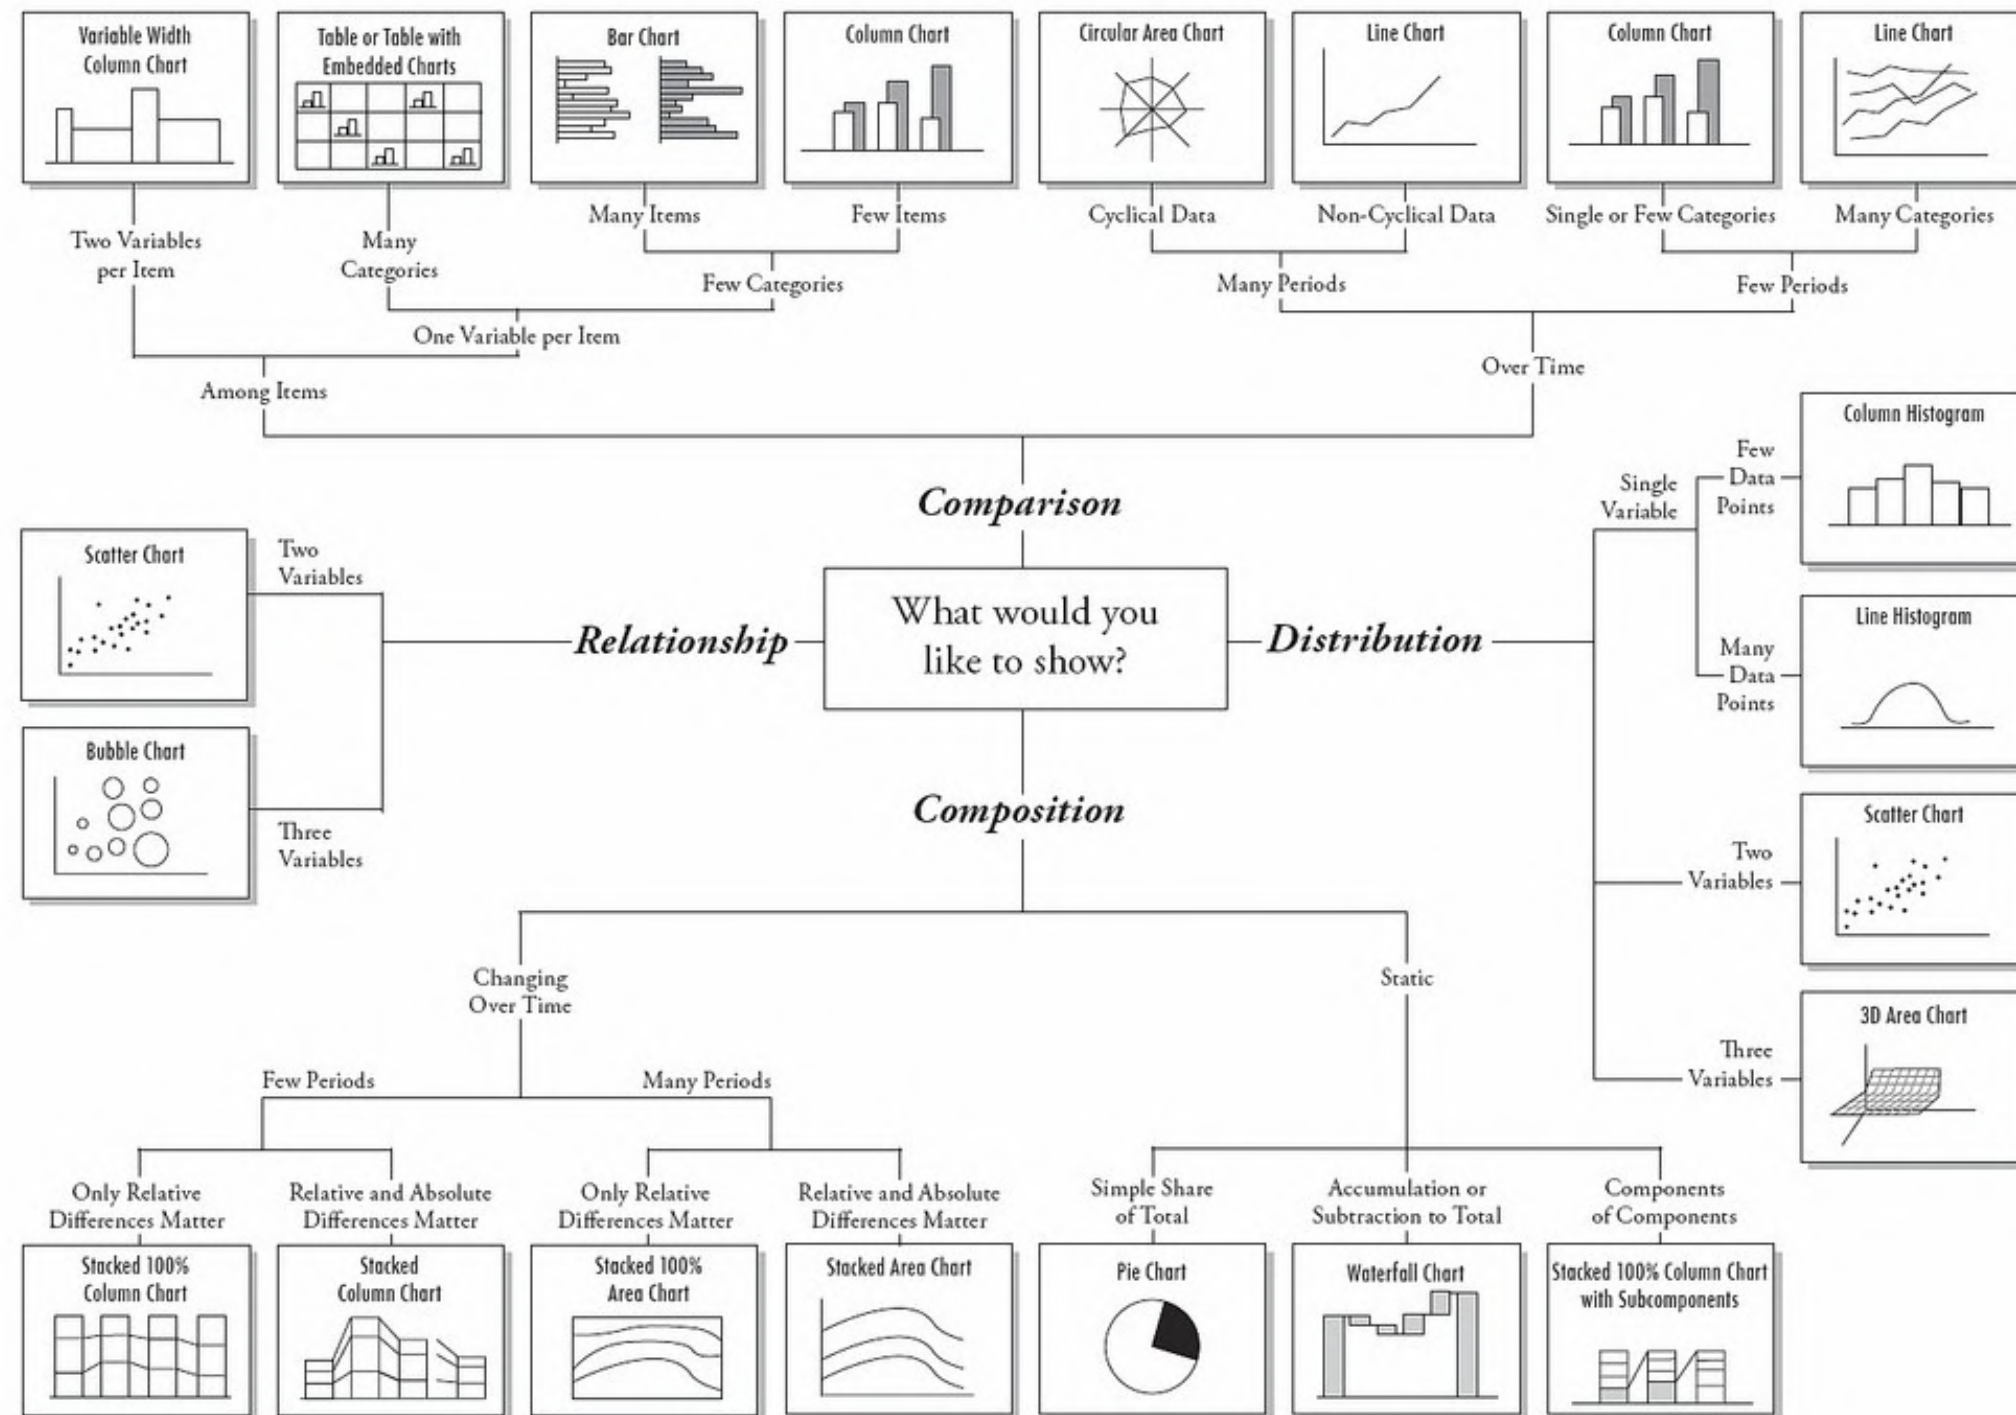 Variable Width
Column Chart
Table or Table with
Embedded Charts
Bar Chart
Column Chart
Circular Area Chart
Line Chart
Column Chart
Line Chart
Two Variables
per Item
Many
Categories
Many Items
Few Items
Cyclical Data
Non-Cyclical Data
Single or Few Categories
Many Categories
Few Categories
Many Periods
Few Periods
One Variable per Item
Among Items
Over Time
Comparison
What would you
like to show?
Relationship
Two
Variables
Scatter Chart
Three
Variables
Bubble Chart
Distribution
Single
Variable
Few
Data
Points
Column Histogram
Many
Data
Points
Line Histogram
Two
Variables
Scatter Chart
Three
Variables
3D Area Chart
Composition
Changing
Over Time
Static
Few Periods
Many Periods
Only Relative
Differences Matter
Relative and Absolute
Differences Matter
Only Relative
Differences Matter
Relative and Absolute
Differences Matter
Simple Share
of Total
Accumulation or
Subtraction to Total
Components
of Components
Stacked 100%
Column Chart
Stacked
Column Chart
Stacked 100%
Area Chart
Stacked Area Chart
Pie Chart
Waterfall Chart
Stacked 100% Column Chart
with Subcomponents